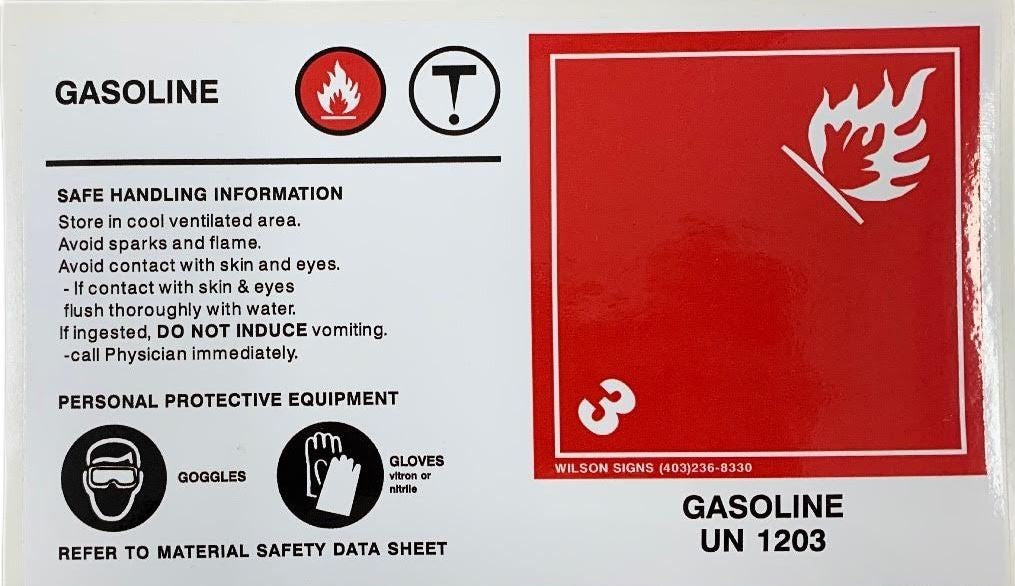 GASOLINE
SAFE HANDLING INFORMATION
Store in cool ventilated area.
Avoid sparks and flame.
Avoid contact with skin and eyes.
- If contact with skin & eyes
flush thoroughly with water.
If ingested, DO NOT INDUCE vomiting.
-call Physician immediately.
PERSONAL PROTECTIVE EQUIPMENT
GOGGLES
GLOVES
vitron or
nitrile
REFER TO MATERIAL SAFETY DATA SHEET
3
WILSON SIGNS (403)236-8330
GASOLINE
UN 1203